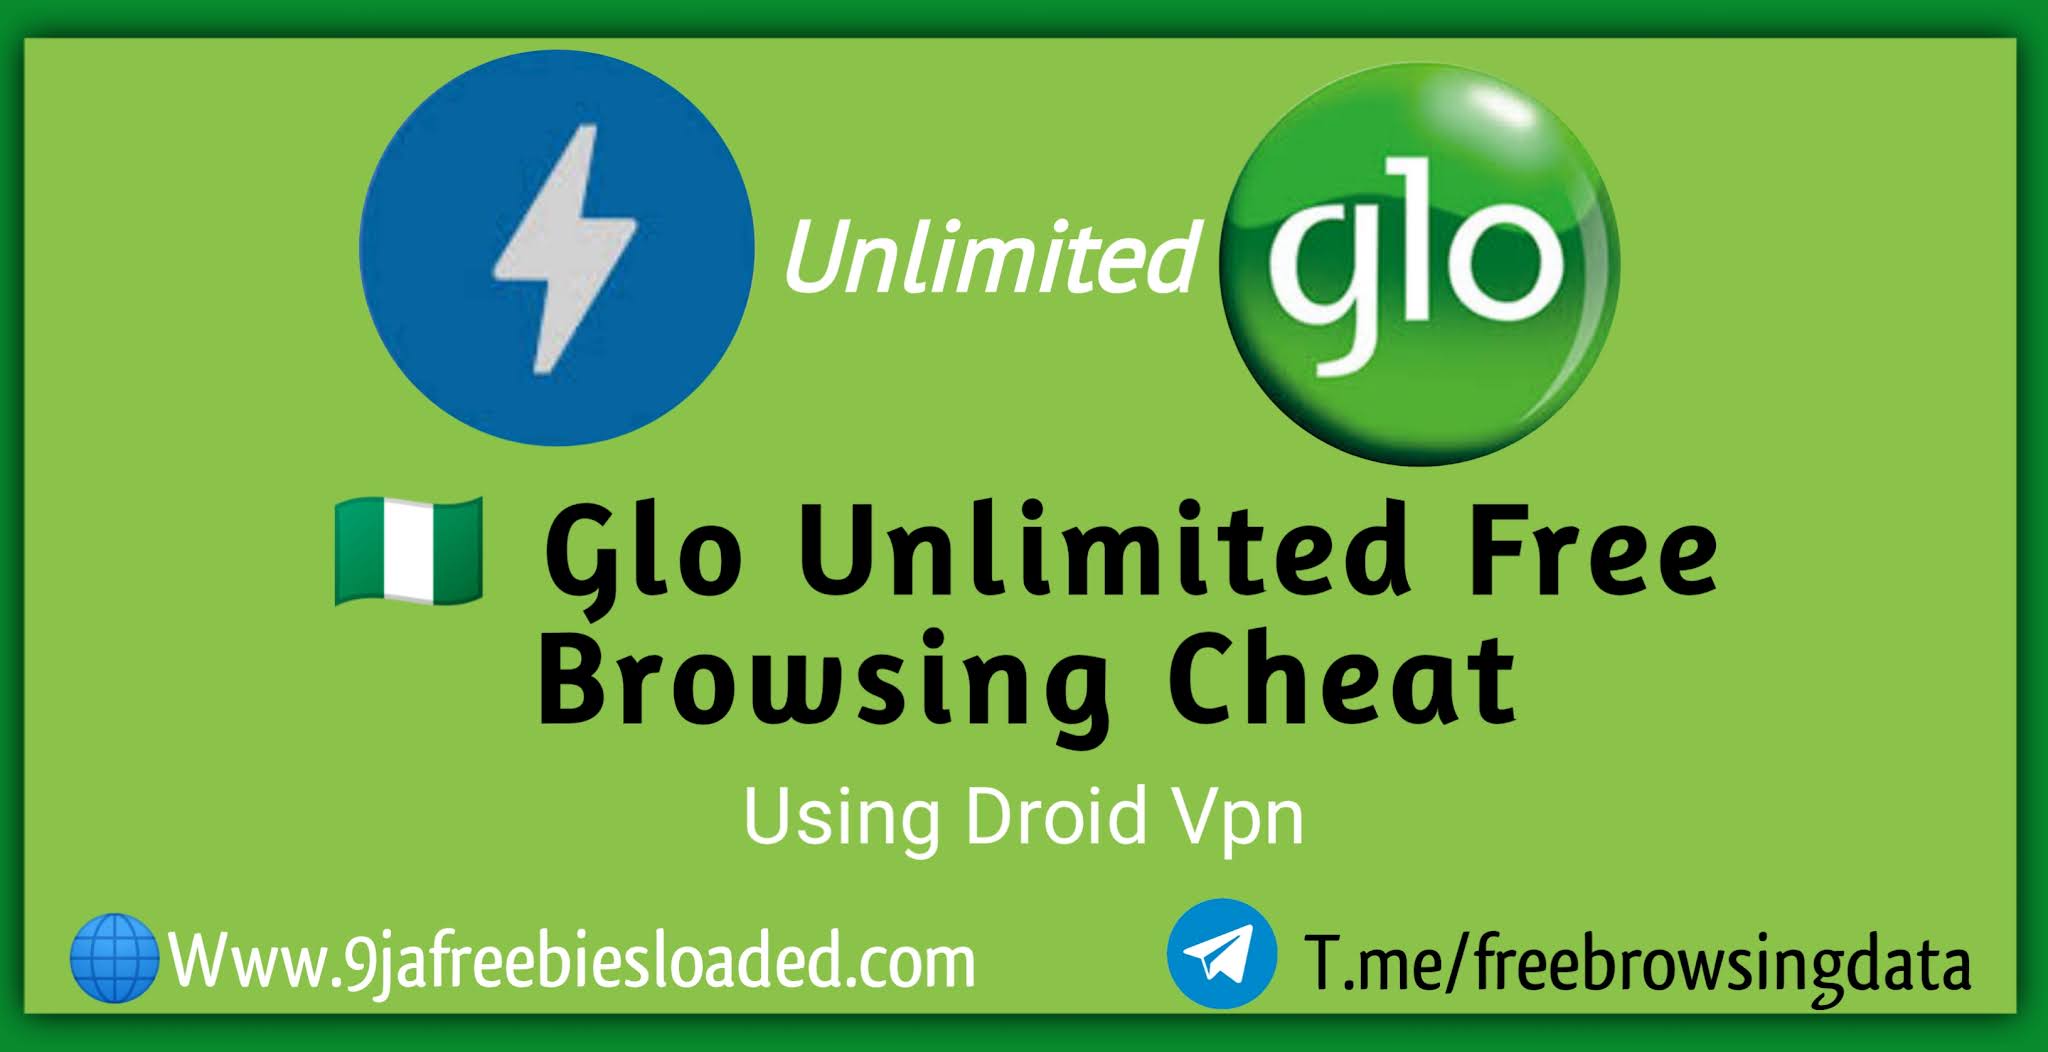 Unlimited
glo
Glo Unlimited Free
Browsing Cheat
Using Droid Vpn
Www.9jafreebiesloaded.com
T.me/freebrowsingdata